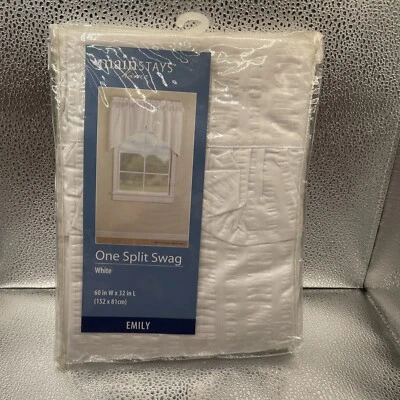 mainSTAYS
One Split Swag
White
60 in W x 32 in L
(152 x 81cm)
EMILY